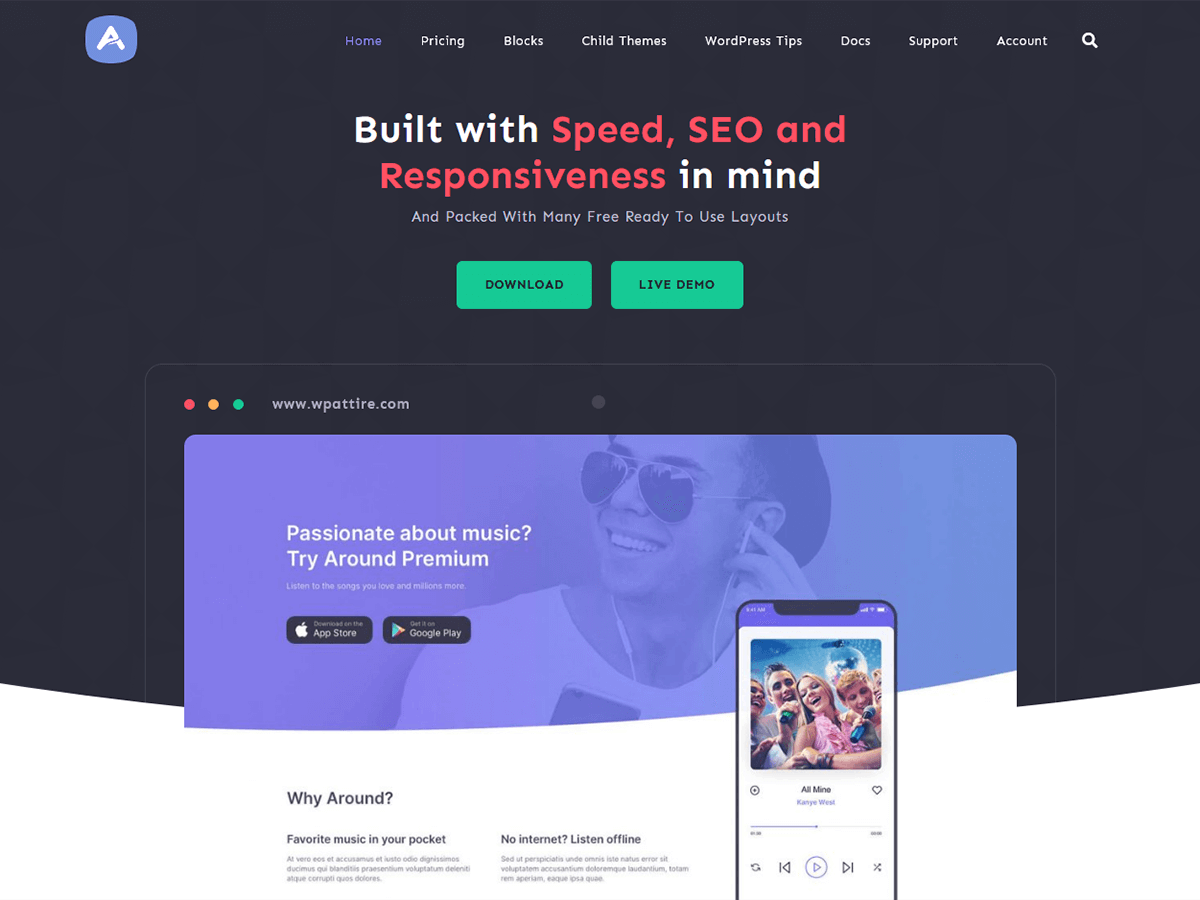 Home Pricing Blocks Child Themes WordPress Tips Docs Support Account
Built with Speed, SEO and
Responsiveness in mind
And Packed With Many Free Ready To Use Layouts
DOWNLOAD LIVE DEMO
www.wpattire.com
Passionate about music?
Try Around Premium
Listen to the songs you love and millions more.
Download on the
App Store
Get it on
Google Play
9:41 AM
All Mine
Kanye West
Why Around?
Favorite music in your pocket
At vero eos et accusamus et iusto odio dignissimos
ducimus qui blanditiis praesentium voluptatum deleniti
atque corrupti quos dolores.
No internet? Listen offline
Sed ut perspiciatis unde omnis iste natus error sit
voluptatem accusantium doloremque laudantium, totam
rem aperiam, eaque ipsa quae.